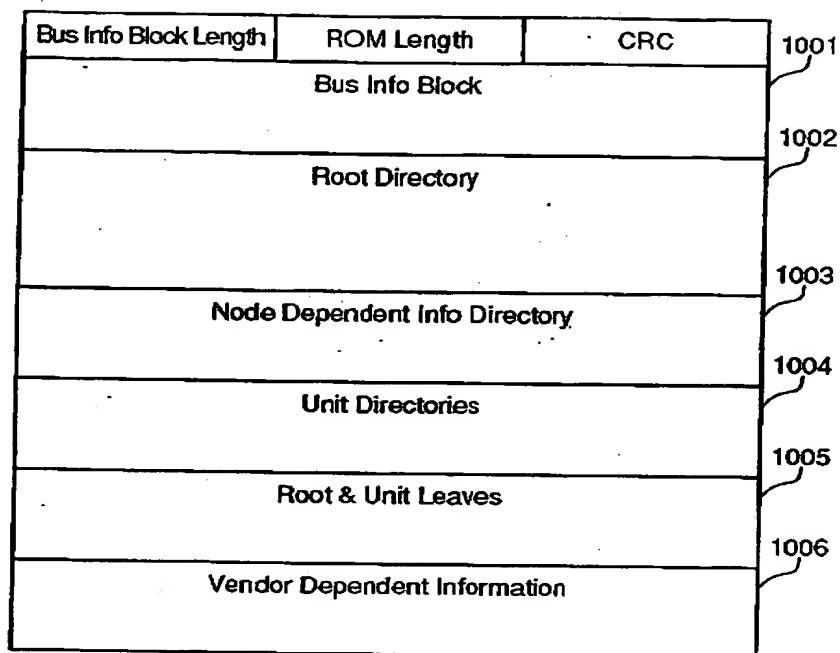 Bus Info Block Length ROM Length CRC
1001
Bus Info Block
1002
Root Directory
1003
Node Dependent Info Directory
1004
Unit Directories
1005
Root & Unit Leaves
1006
Vendor Dependent Information